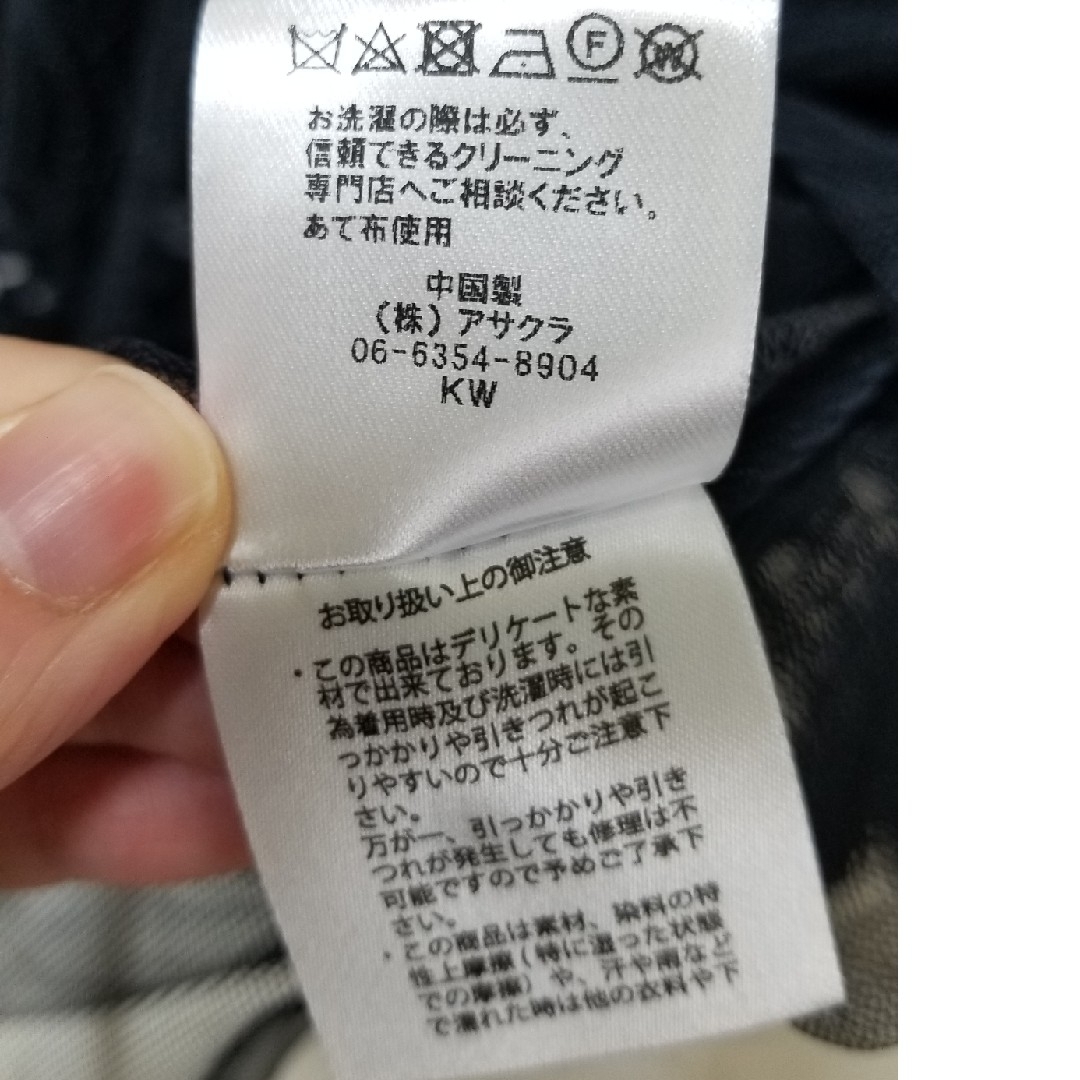 F
W
お洗濯の際は必ず、
信頼できるクリーニング
専門店へご相談ください。
あて布使用
中国製
(株)アサクラ
06-6354-8904
KW
お取り扱い上の御注意
・この商品はデリケートな素
材で出来ております。その
為着用時及び洗濯時には引
っかかりや引きつれが起こ
りやすいので十分ご注意下
さい。
万が一、引っかかりや引き
つれが発生しても修理は不
可能ですので予めご了承下
さい。
・この商品は素材、染料の特
性上摩擦(特に湿った状態
での摩擦)や、汗や雨など
で濡れた時は他の衣料や下